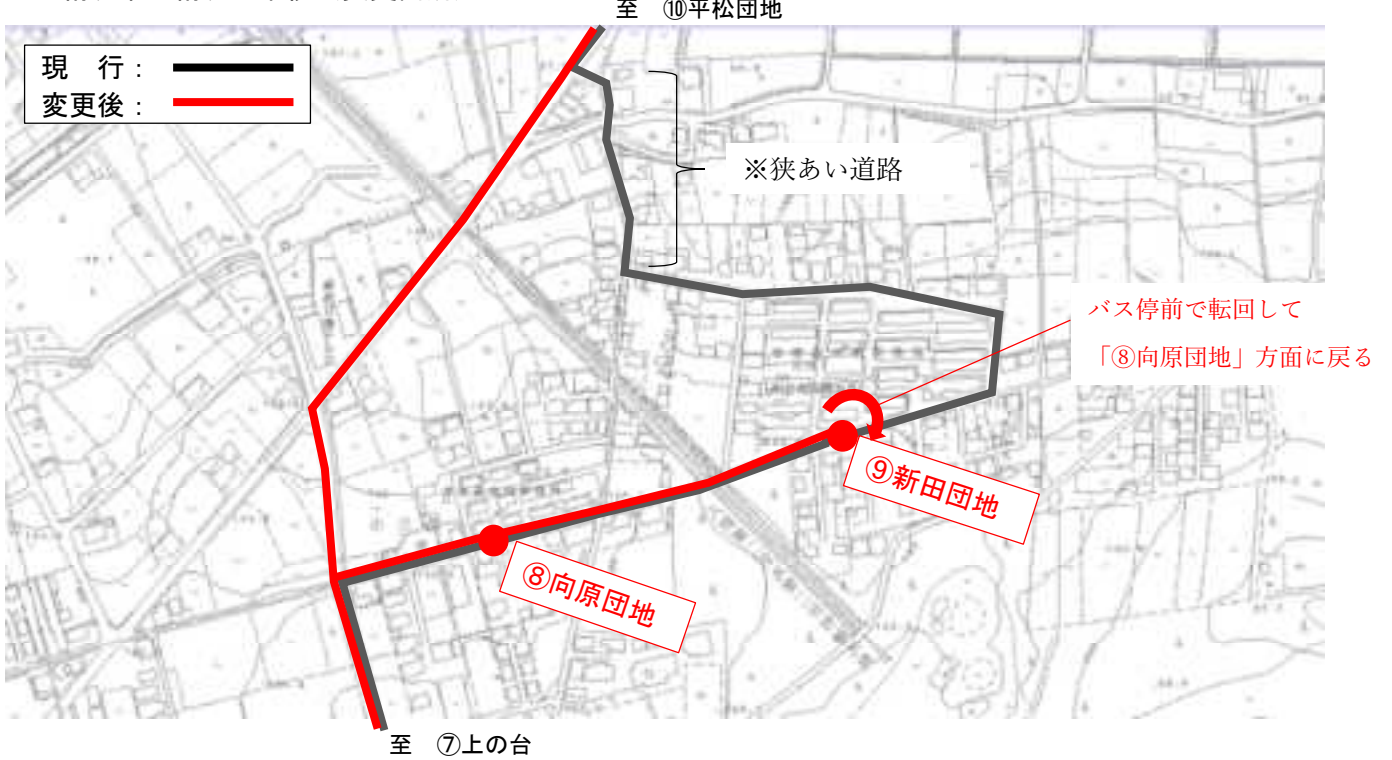 至 ⑩平松団地
現 行：
変更後：
※狭あい道路
バス停前で転回して
「⑧向原団地」方面に戻る
⑨新田団地
⑧向原団地
至 ⑦上の台